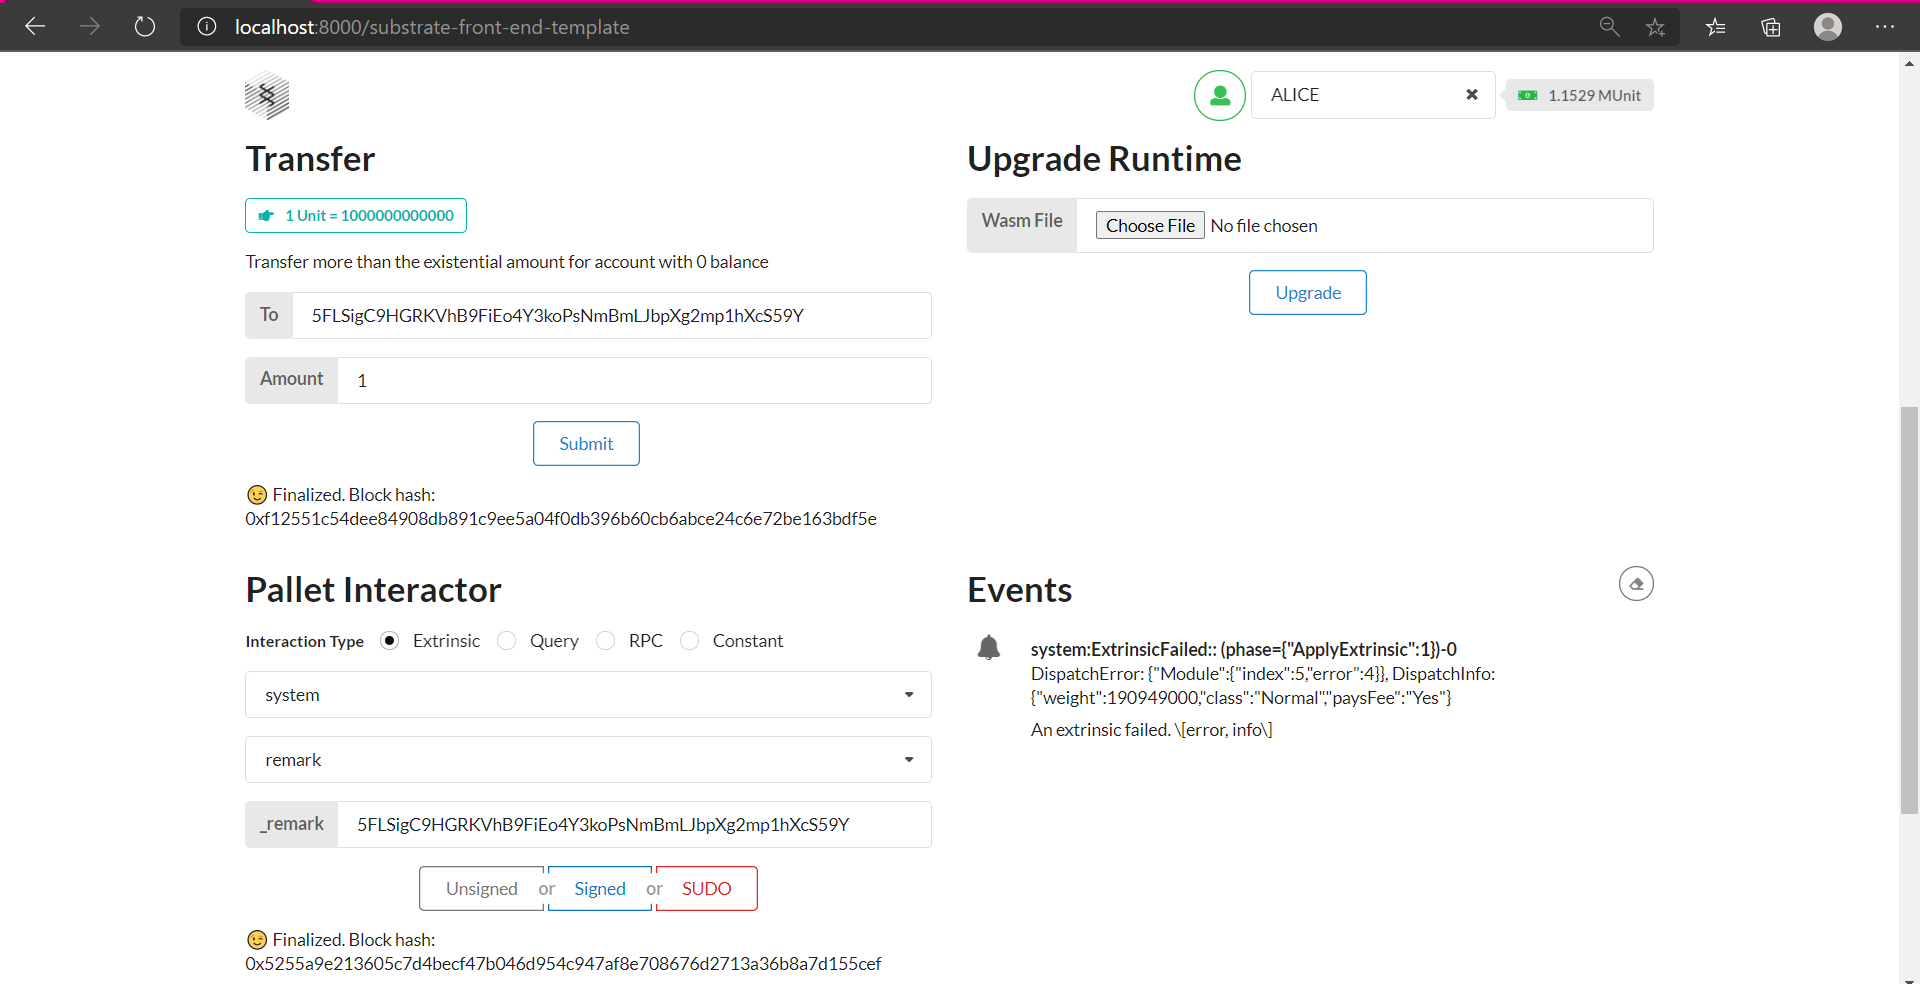 localhost:8000/substrate-front-end-template
ALICE
1.1529 MUnit
Transfer
1 Unit = 1000000000000
Transfer more than the existential amount for account with 0 balance
To
5FLSigC9HGRKVhB9FiEo4Y3koPsNmBmLJbpXg2mp1hXcS59Y
Amount
1
Submit
Finalized. Block hash:
0xf12551c54dee84908db891c9ee5a04f0db396b60cb6abce24c6e72be163bdf5e
Upgrade Runtime
Wasm File
Choose File No file chosen
Upgrade
Pallet Interactor
Interaction Type Extrinsic Query RPC Constant
system
remark
_remark
5FLSigC9HGRKVhB9FiEo4Y3koPsNmBmLJbpXg2mp1hXcS59Y
Unsigned or Signed or SUDO
Finalized. Block hash:
0x5255a9e213605c7d4becf47b046d954c947af8e708676d2713a36b8a7d155cef
Events
system:ExtrinsicFailed:: (phase={"ApplyExtrinsic":1})-0
DispatchError: {"Module":{"index":5,"error":4}}, DispatchInfo:
{"weight":190949000,"class":"Normal","paysFee":"Yes"}
An extrinsic failed. \[error, info\]